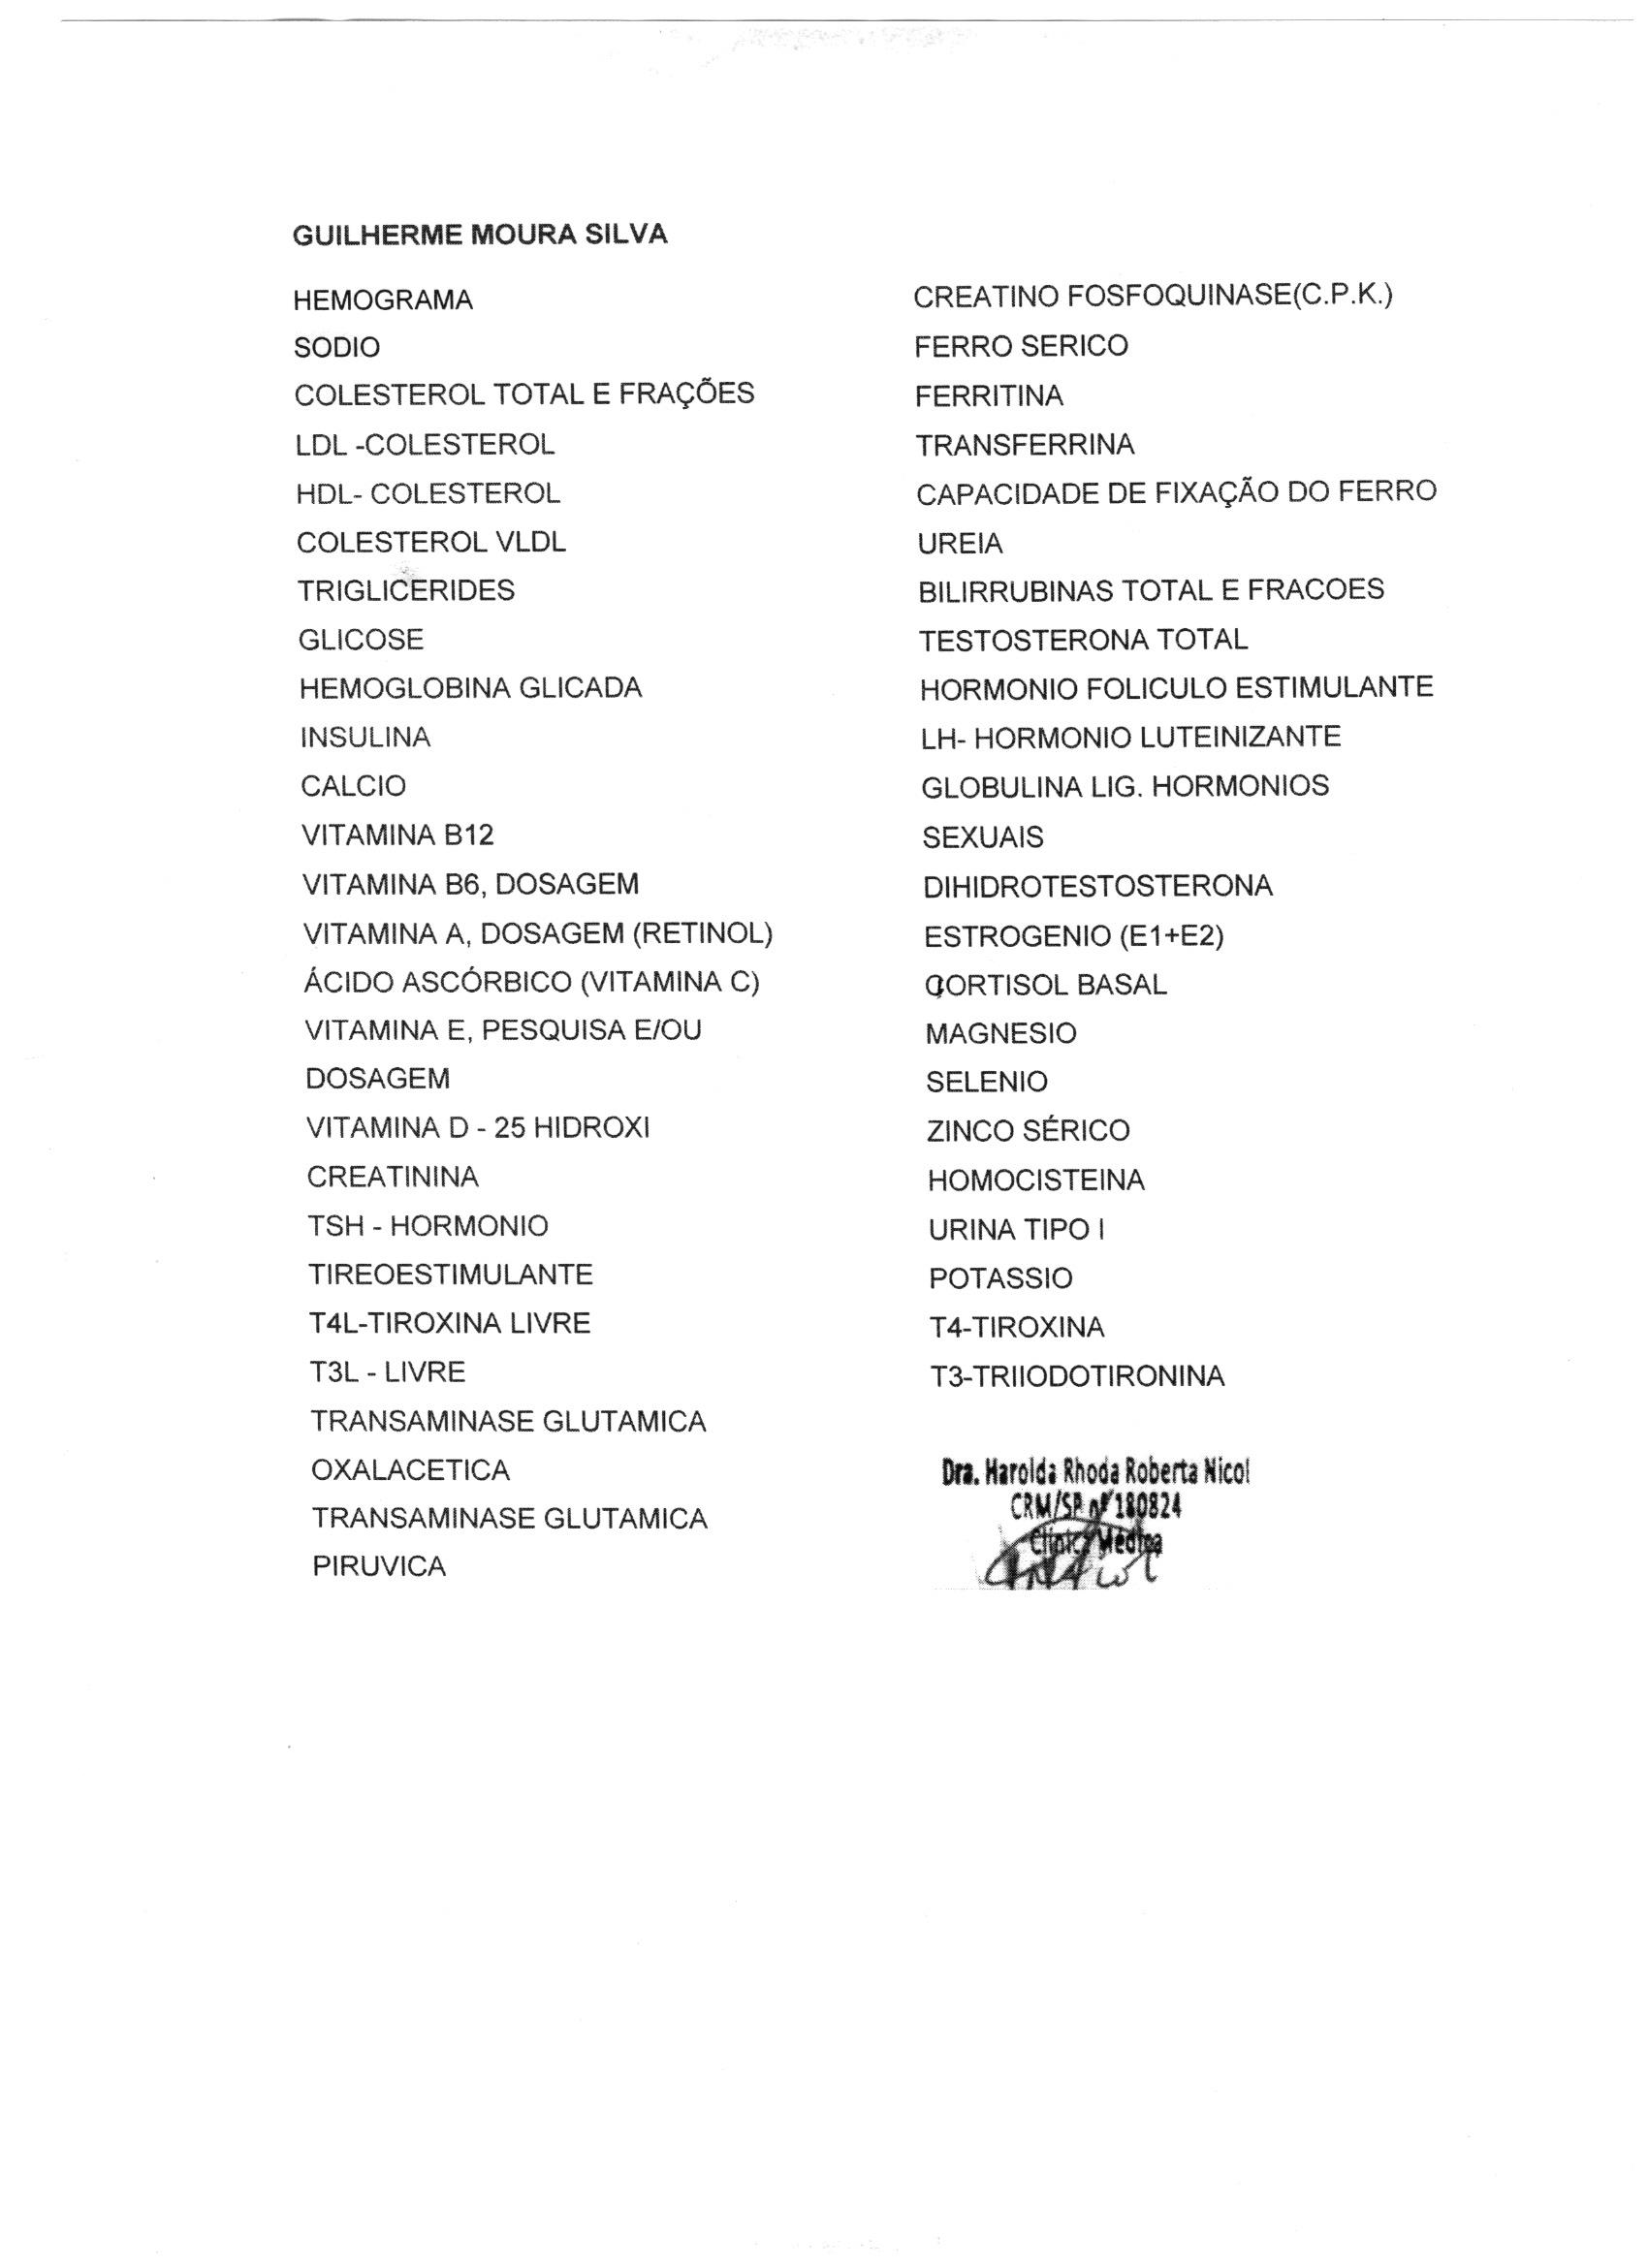 GUILHERME MOURA SILVA
HEMOGRAMA
SODIO
COLESTEROL TOTAL E FRAÇÕES
LDL -COLESTEROL
HDL- COLESTEROL
COLESTEROL VLDL
TRIGLICERIDES
GLICOSE
HEMOGLOBINA GLICADA
INSULINA
CALCIO
VITAMINA B12
VITAMINA B6, DOSAGEM
VITAMINA A, DOSAGEM (RETINOL)
ÁCIDO ASCÓRBICO (VITAMINA C)
VITAMINA E, PESQUISA E/OU
DOSAGEM
VITAMINA D - 25 HIDROXI
CREATININA
TSH - HORMONIO
TIREOESTIMULANTE
T4L-TIROXINA LIVRE
T3L - LIVRE
TRANSAMINASE GLUTAMICA
OXALACETICA
TRANSAMINASE GLUTAMICA
PIRUVICA
CREATINO FOSFOQUINASE(C.P.K.)
FERRO SERICO
FERRITINA
TRANSFERRINA
CAPACIDADE DE FIXAÇÃO DO FERRO
UREIA
BILIRRUBINAS TOTAL E FRACOES
TESTOSTERONA TOTAL
HORMONIO FOLICULO ESTIMULANTE
LH- HORMONIO LUTEINIZANTE
GLOBULINA LIG. HORMONIOS
SEXUAIS
DIHIDROTESTOSTERONA
ESTROGENIO (E1+E2)
CORTISOL BASAL
MAGNESIO
SELENIO
ZINCO SÉRICO
HOMOCISTEINA
URINA TIPO I
POTASSIO
T4-TIROXINA
T3-TRIIODOTIRONINA
Dra. Harolda Rhoda Roberta Nicol
CRM/SP nº 180824
Clinica Médica